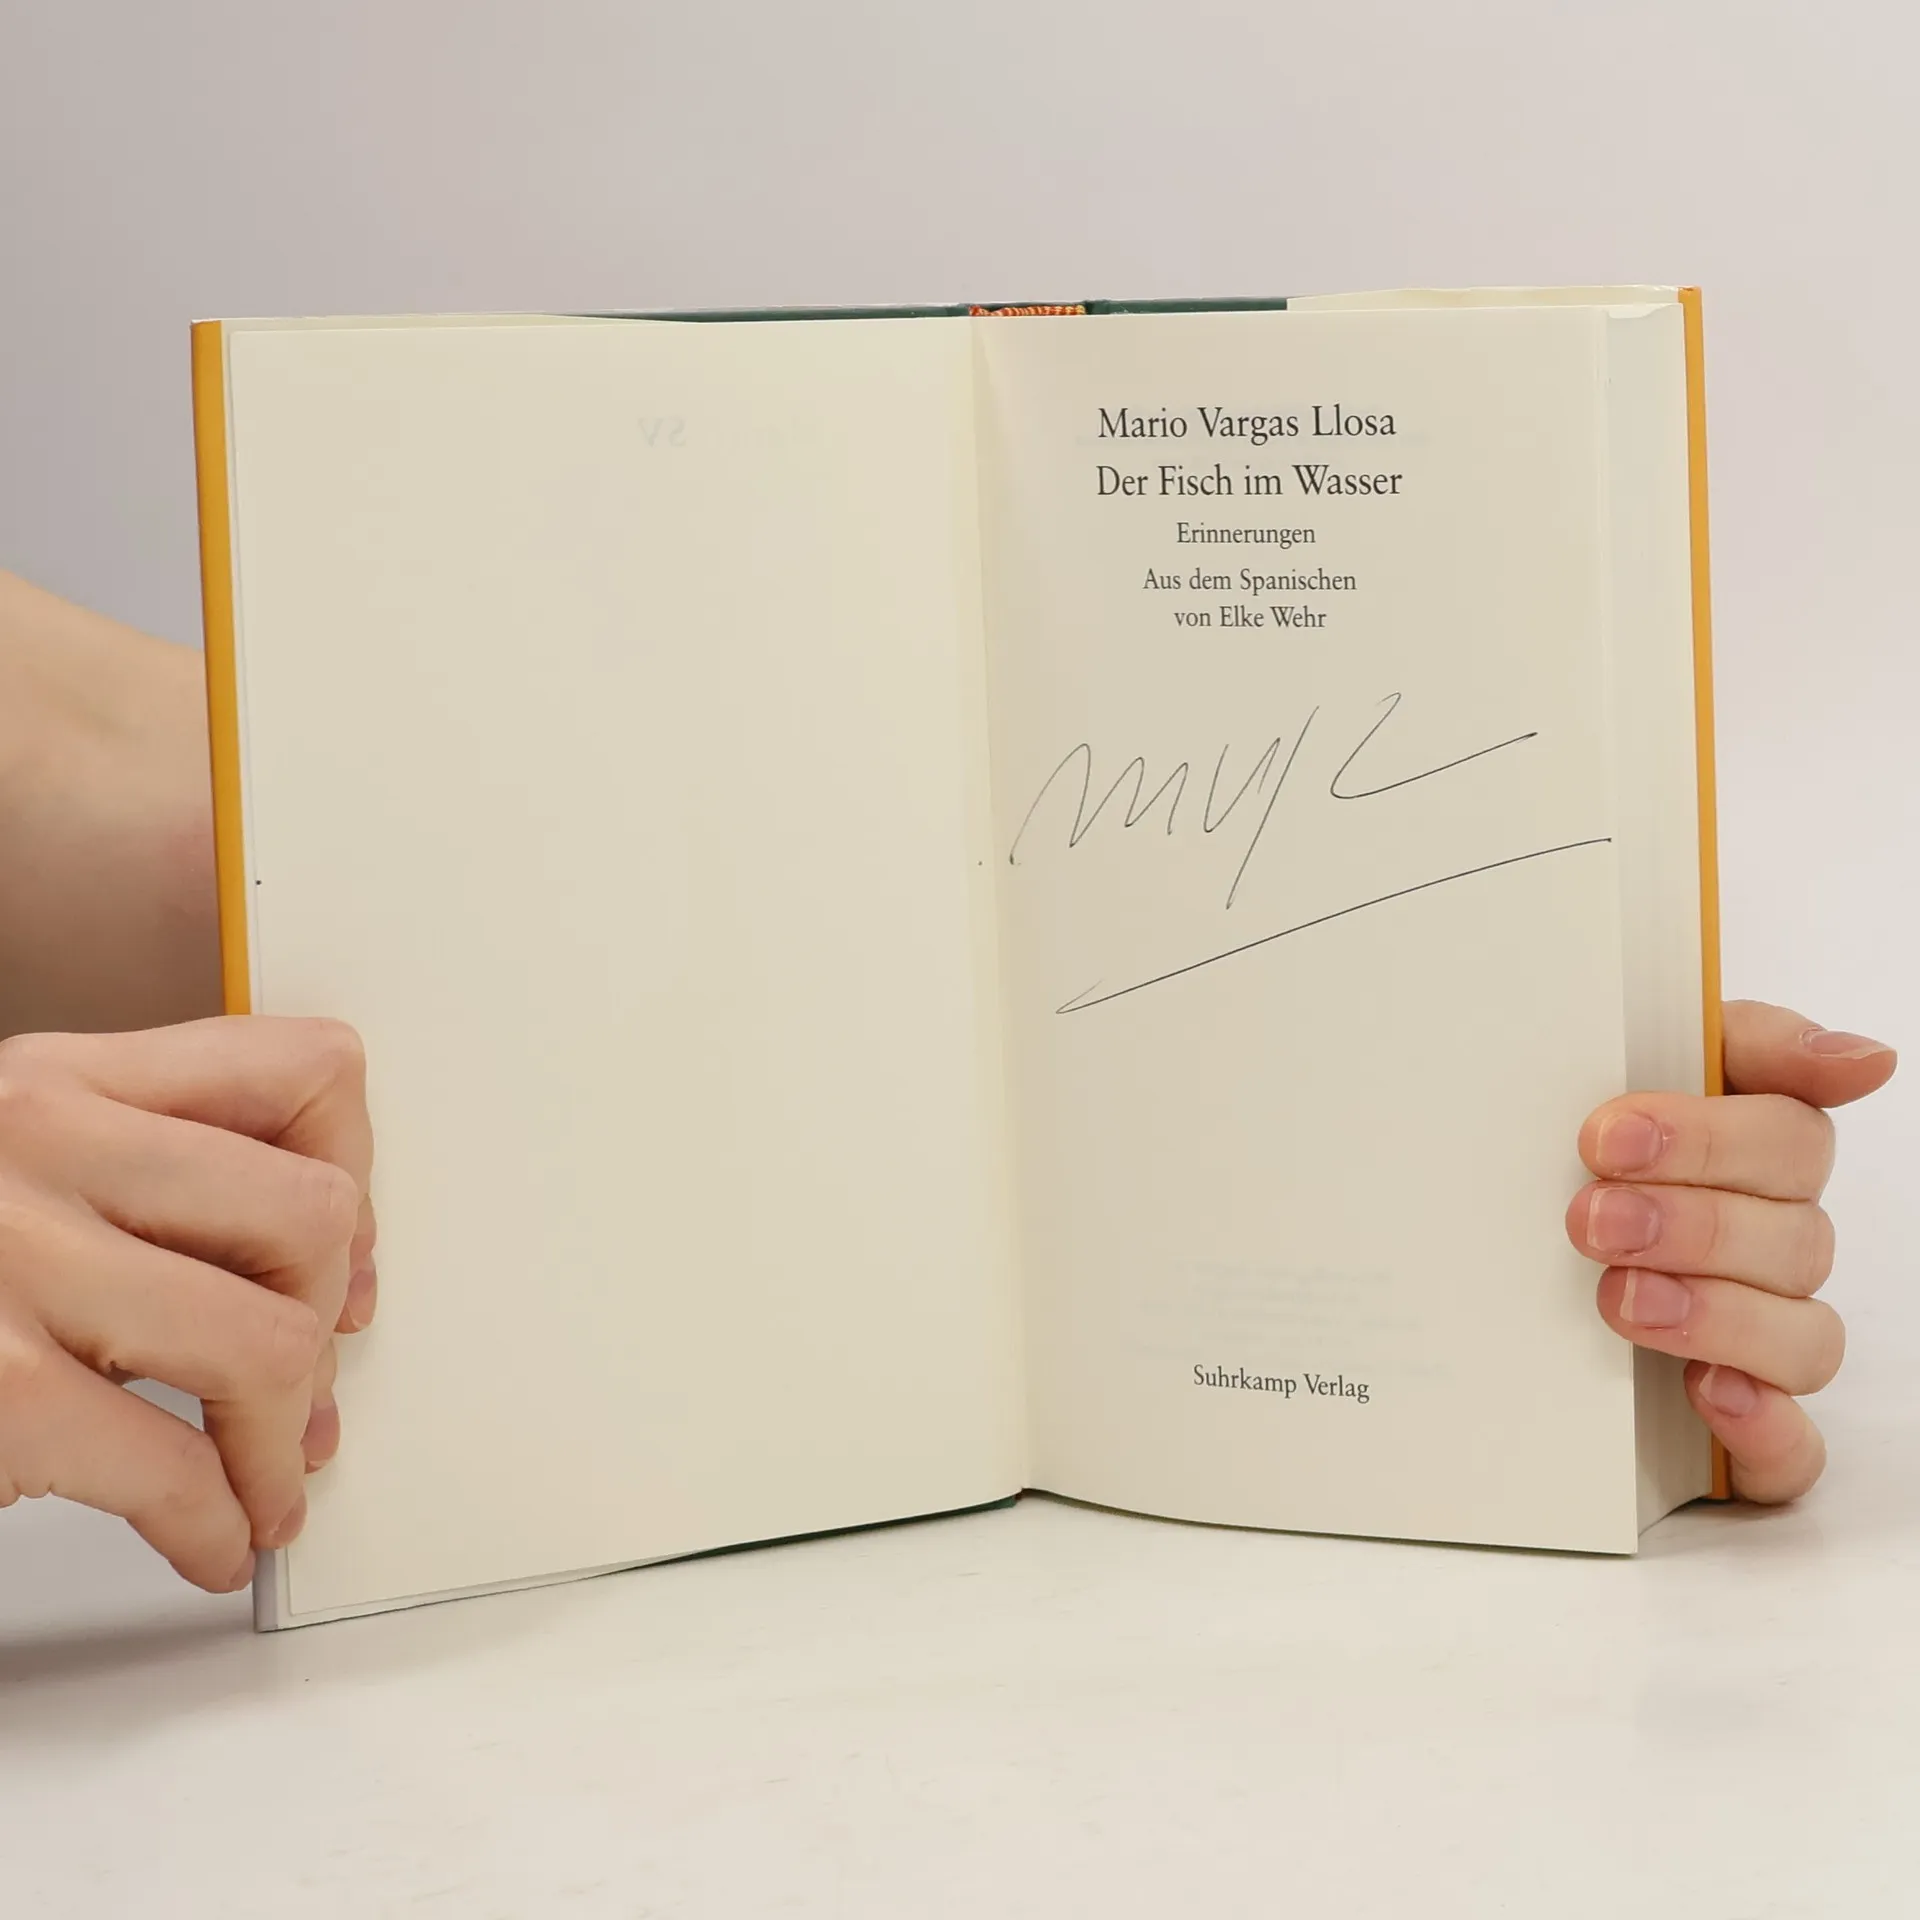 Mario Vargas Llosa
Der Fisch im Wasser
Erinnerungen
Aus dem Spanischen
von Elke Wehr
Suhrkamp Verlag